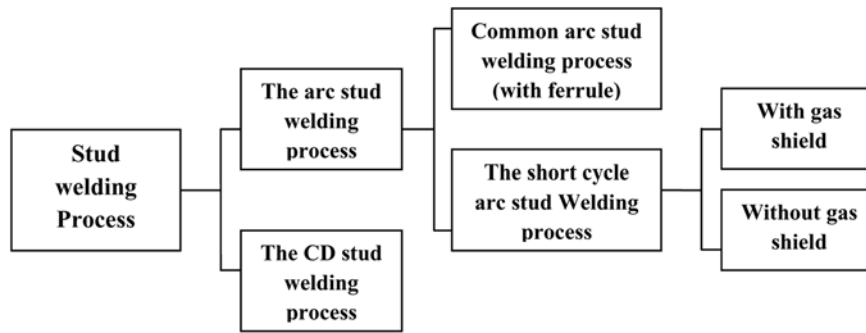 Stud
welding
Process
The arc stud
welding
process
The CD stud
welding
process
Common arc stud
welding process
(with ferrule)
The short cycle
arc stud Welding
process
With gas
shield
Without gas
shield